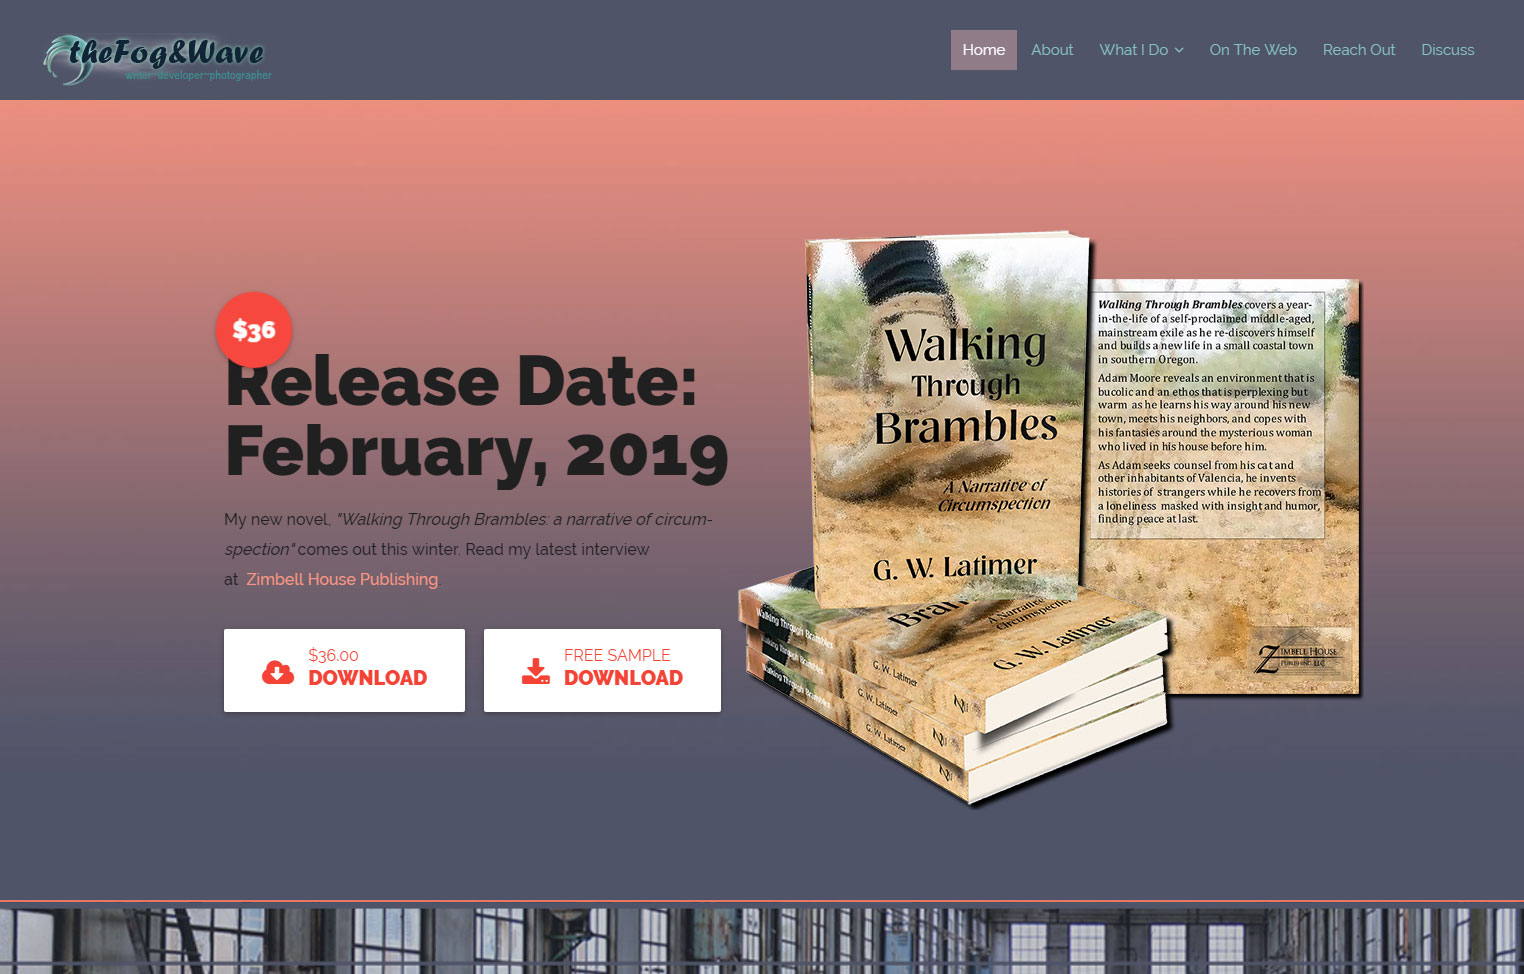 theFog&Wave
writer~developer~photographer
Home
About
What I Do
On The Web
Reach Out
Discuss
$36
Release Date:
February, 2019
My new novel, "Walking Through Brambles: a narrative of circum-
spection" comes out this winter. Read my latest interview
at Zimbell House Publishing
$36.00
DOWNLOAD
FREE SAMPLE
DOWNLOAD
Walking
Through
Brambles
A Narrative of
Circumspection
G. W. Latimer
Walking Through Brambles covers a year-
in-the-life of a self-proclaimed middle-aged,
mainstream exile as he re-discovers himself
and builds a new life in a small coastal town
in southern Oregon.
Adam Moore reveals an environment that is
bucolic and an ethos that is perplexing but
warm as he learns his way around his new
town, meets his neighbors, and copes with
his fantasies around the mysterious woman
who lived in his house before him.
As Adam seeks counsel from his cat and
other inhabitants of Valencia, he invents
histories of strangers while he recovers from
a loneliness masked with insight and humor,
finding peace at last.
Zimbell House
Publishing, LLC
Bram
A Narrative
Circumspection
G. W. Latimer
Walking Through Brambles
G. W. Latimer
Walking Through Brambles
G. W. Latimer
Walking Through Brambles
G. W. Latimer